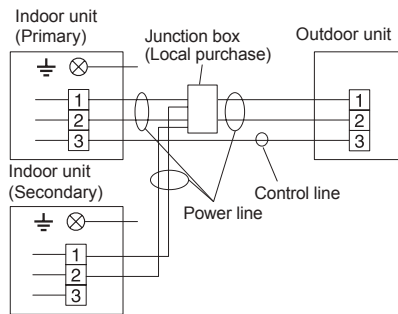 Indoor unit
(Primary)
Junction box
(Local purchase)
Outdoor unit
1
2
3
1
2
3
Indoor unit
(Secondary)
Control line
Power line
1
2
3